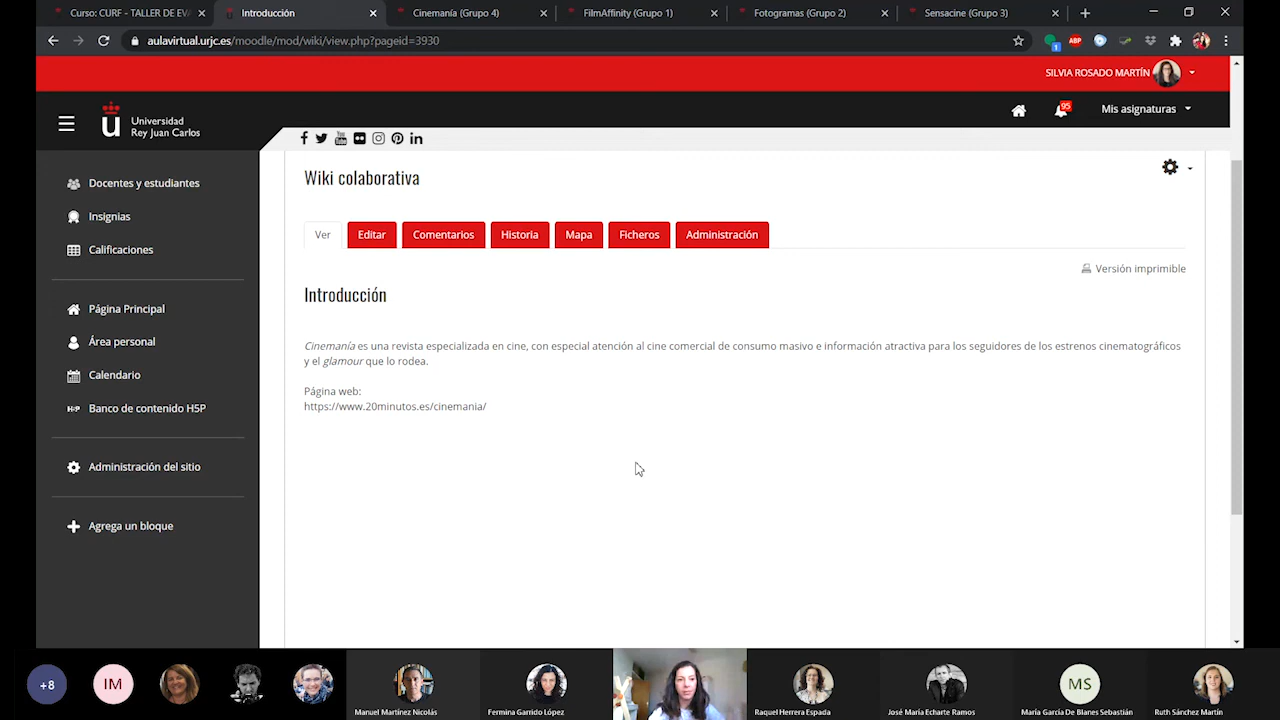 Curso: CURF - TALLER DE EV
Introducción
Cinemanía (Grupo 4)
FilmAffinity (Grupo 1)
Fotogramas (Grupo 2)
Sensacine (Grupo 3)
aulavirtual.urjc.es/moodle/mod/wiki/view.php?pageid=3930
1
ABP
SILVIA ROSADO MARTÍN
95
Mis asignaturas
Universidad
Rey Juan Carlos
Docentes y estudiantes
Insignias
Calificaciones
Página Principal
Área personal
Calendario
H-P Banco de contenido H5P
Administración del sitio
Agrega un bloque
Wiki colaborativa
Ver
Editar
Comentarios
Historia
Mapa
Ficheros
Administración
Versión imprimible
Introducción
Cinemanía es una revista especializada en cine, con especial atención al cine comercial de consumo masivo e información atractiva para los seguidores de los estrenos cinematográficos
y el glamour que lo rodea.
Página web:
https://www.20minutos.es/cinemania/
+8
IM
Manuel Martínez Nicolás
Fermina Garrido López
Raquel Herrera Espada
José María Echarte Ramos
MS
María García De Blanes Sebastián
Ruth Sánchez Martín